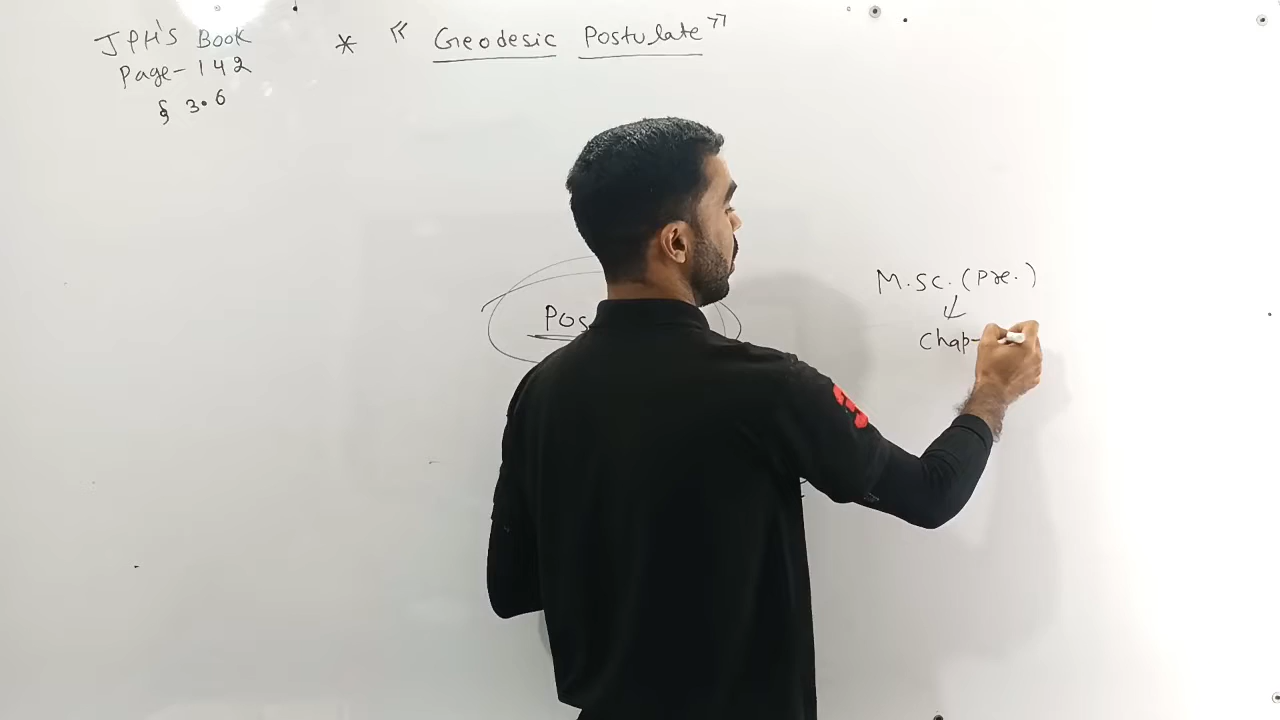 JPH's Book
Page-142
§ 3.6
* " Geodesic Postulate"
Pos
M.Sc. (Pre.)
Chap-